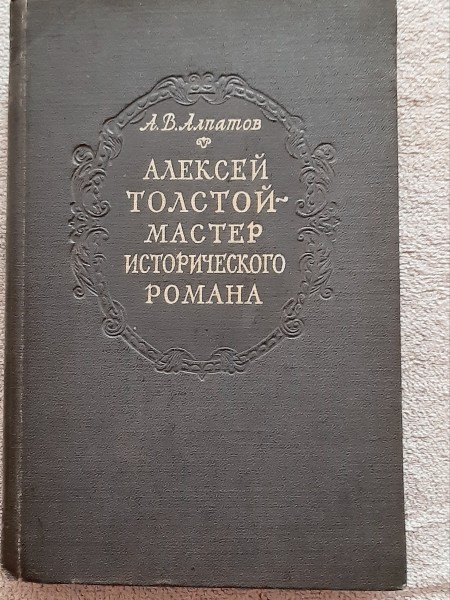 А.В.Алпатов
АЛЕКСЕЙ
ТОЛСТОЙ-
МАСТЕР
ИСТОРИЧЕСКОГО
РОМАНА